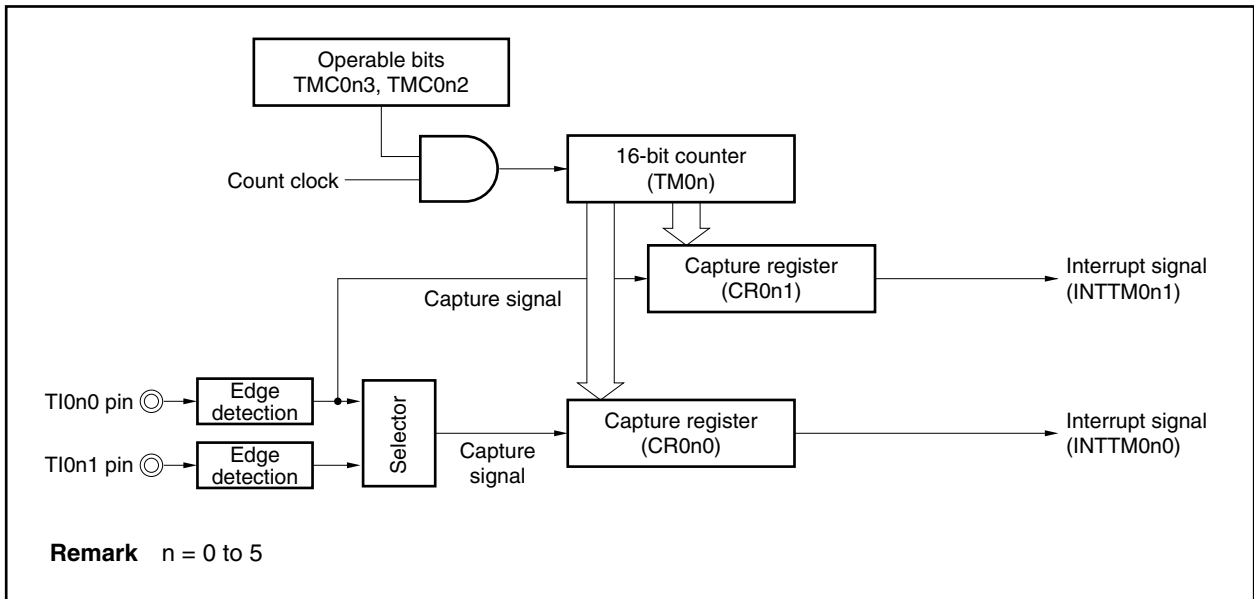 Operable bits
TMC0n3, TMC0n2
Count clock
16-bit counter
(TM0n)
Capture register
(CR0n1)
Interrupt signal
(INTTM0n1)
Capture signal
TI0n0 pin
Edge
detection
Selector
Capture
signal
Capture register
(CR0n0)
Interrupt signal
(INTTM0n0)
TI0n1 pin
Edge
detection
Remark n = 0 to 5